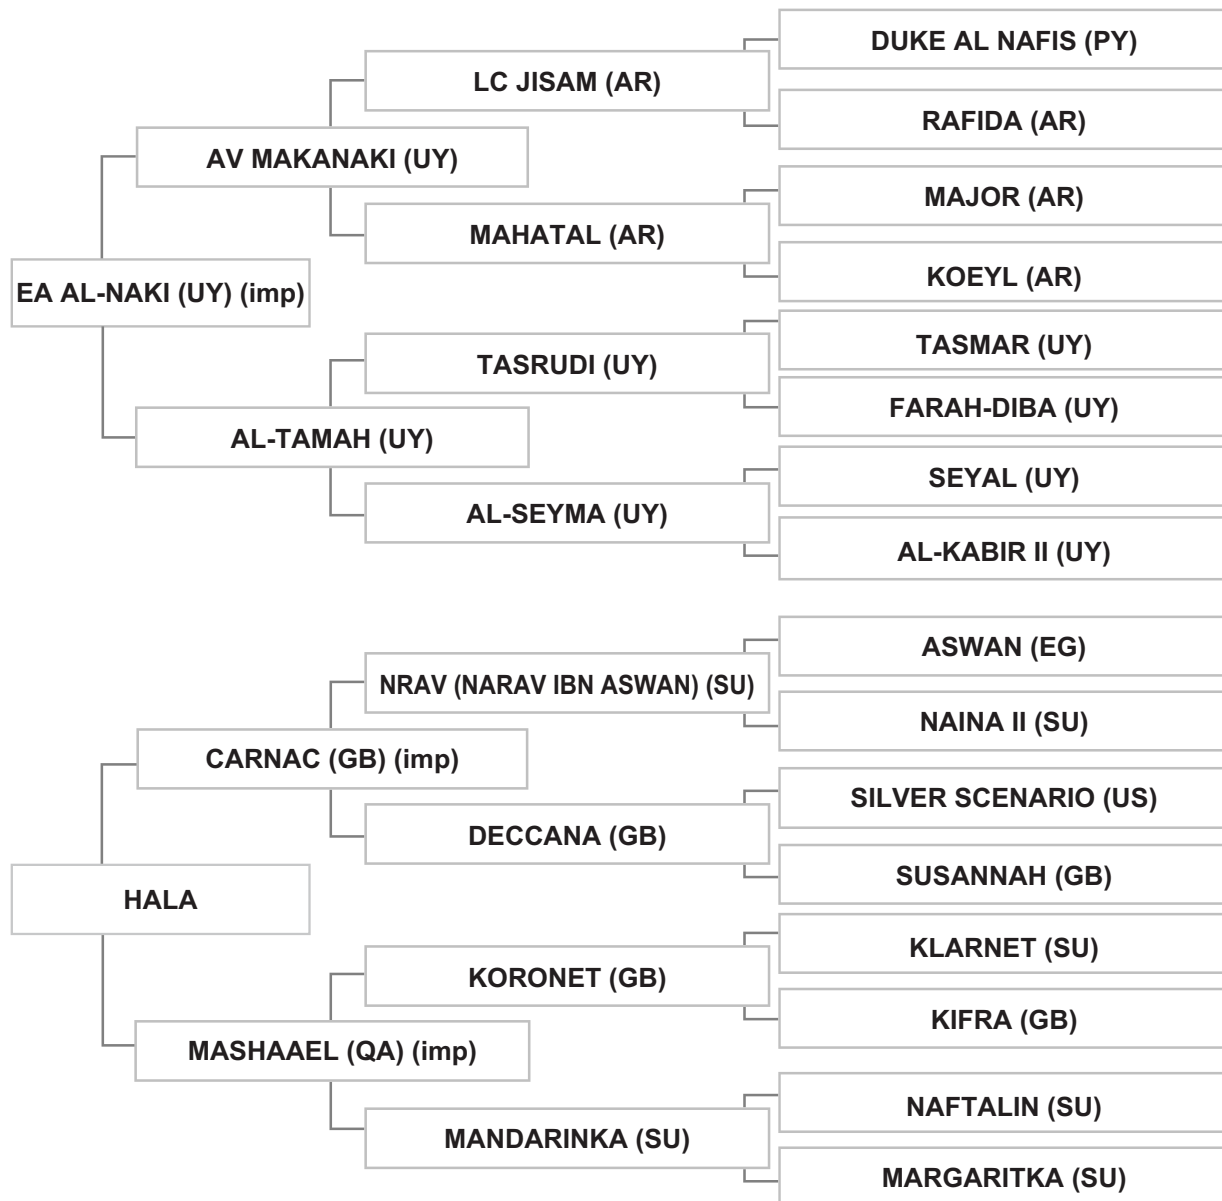 DUKE AL NAFIS (PY)
LC JISAM (AR)
RAFIDA (AR)
AV MAKANAKI (UY)
MAJOR (AR)
MAHATAL (AR)
KOEYL (AR)
EA AL-NAKI (UY) (imp)
TASMAR (UY)
TASRUDI (UY)
FARAH-DIBA (UY)
AL-TAMAH (UY)
SEYAL (UY)
AL-SEYMA (UY)
AL-KABIR II (UY)
ASWAN (EG)
NRAV (NARAV IBN ASWAN) (SU)
NAINA II (SU)
CARNAC (GB) (imp)
SILVER SCENARIO (US)
DECCANA (GB)
SUSANNAH (GB)
HALA
KLARNET (SU)
KORONET (GB)
KIFRA (GB)
MASHAAEL (QA) (imp)
NAFTALIN (SU)
MANDARINKA (SU)
MARGARITKA (SU)